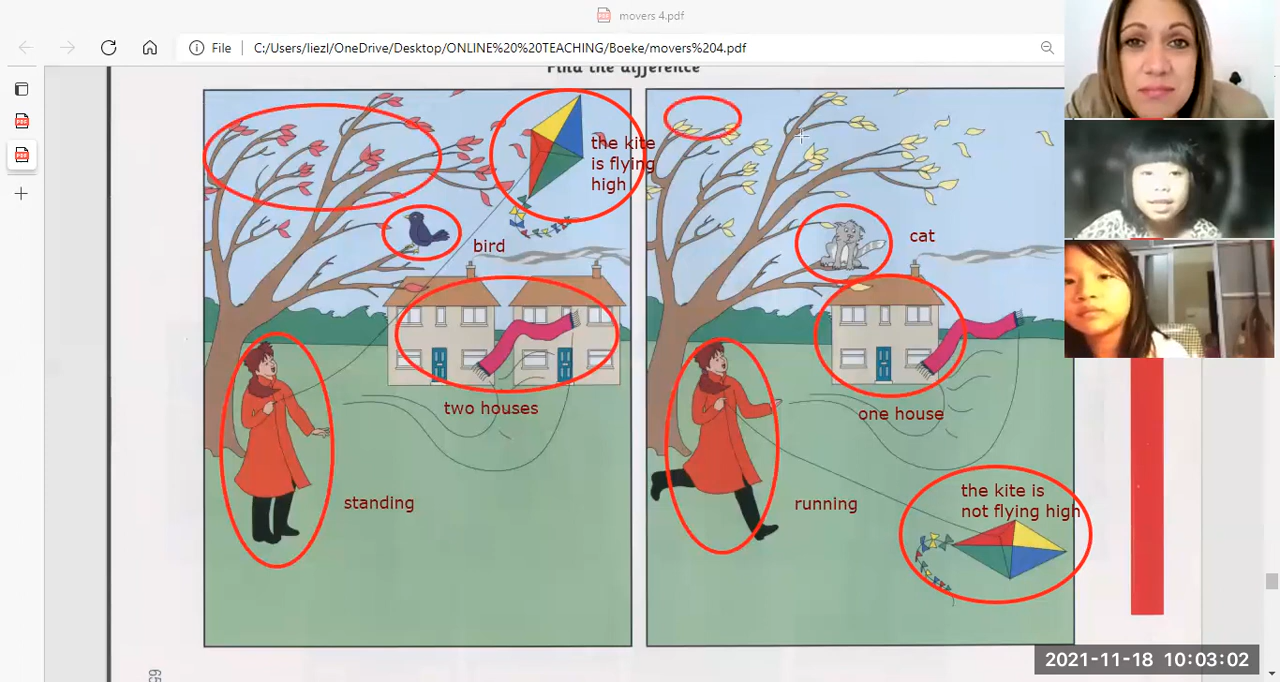 movers 4.pdf
File
C:/Users/liezl/OneDrive/Desktop/ONLINE%20%20TEACHING/Boeke/movers%204.pdf
Find the difference
the kite
is flying
high
bird
cat
two houses
one house
standing
running
the kite is
not flying high
65
2021-11-18 10:03:02